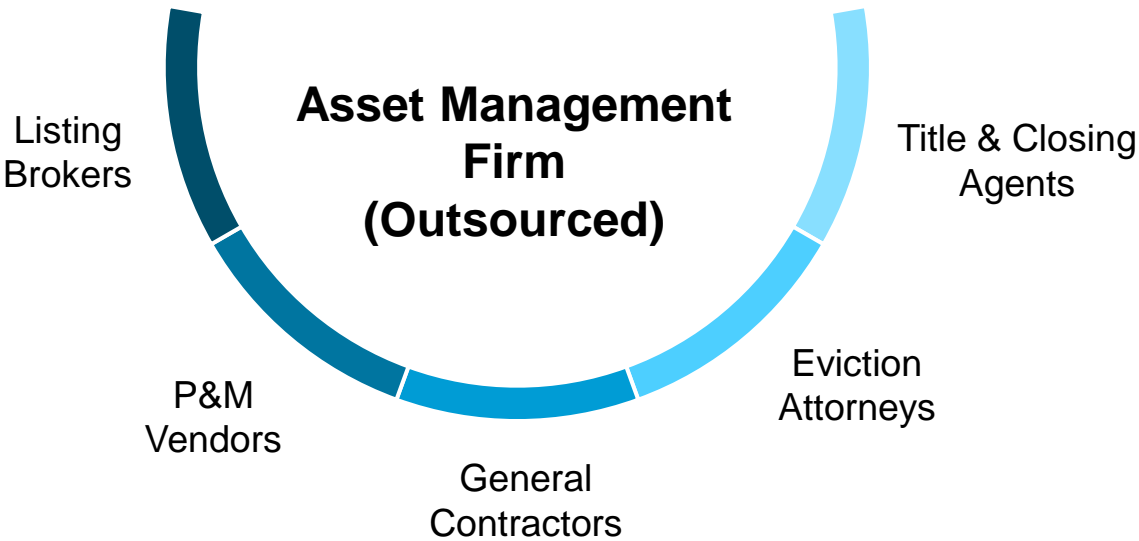 Asset Management
Firm
(Outsourced)
Listing
Brokers
P&M
Vendors
General
Contractors
Eviction
Attorneys
Title & Closing
Agents